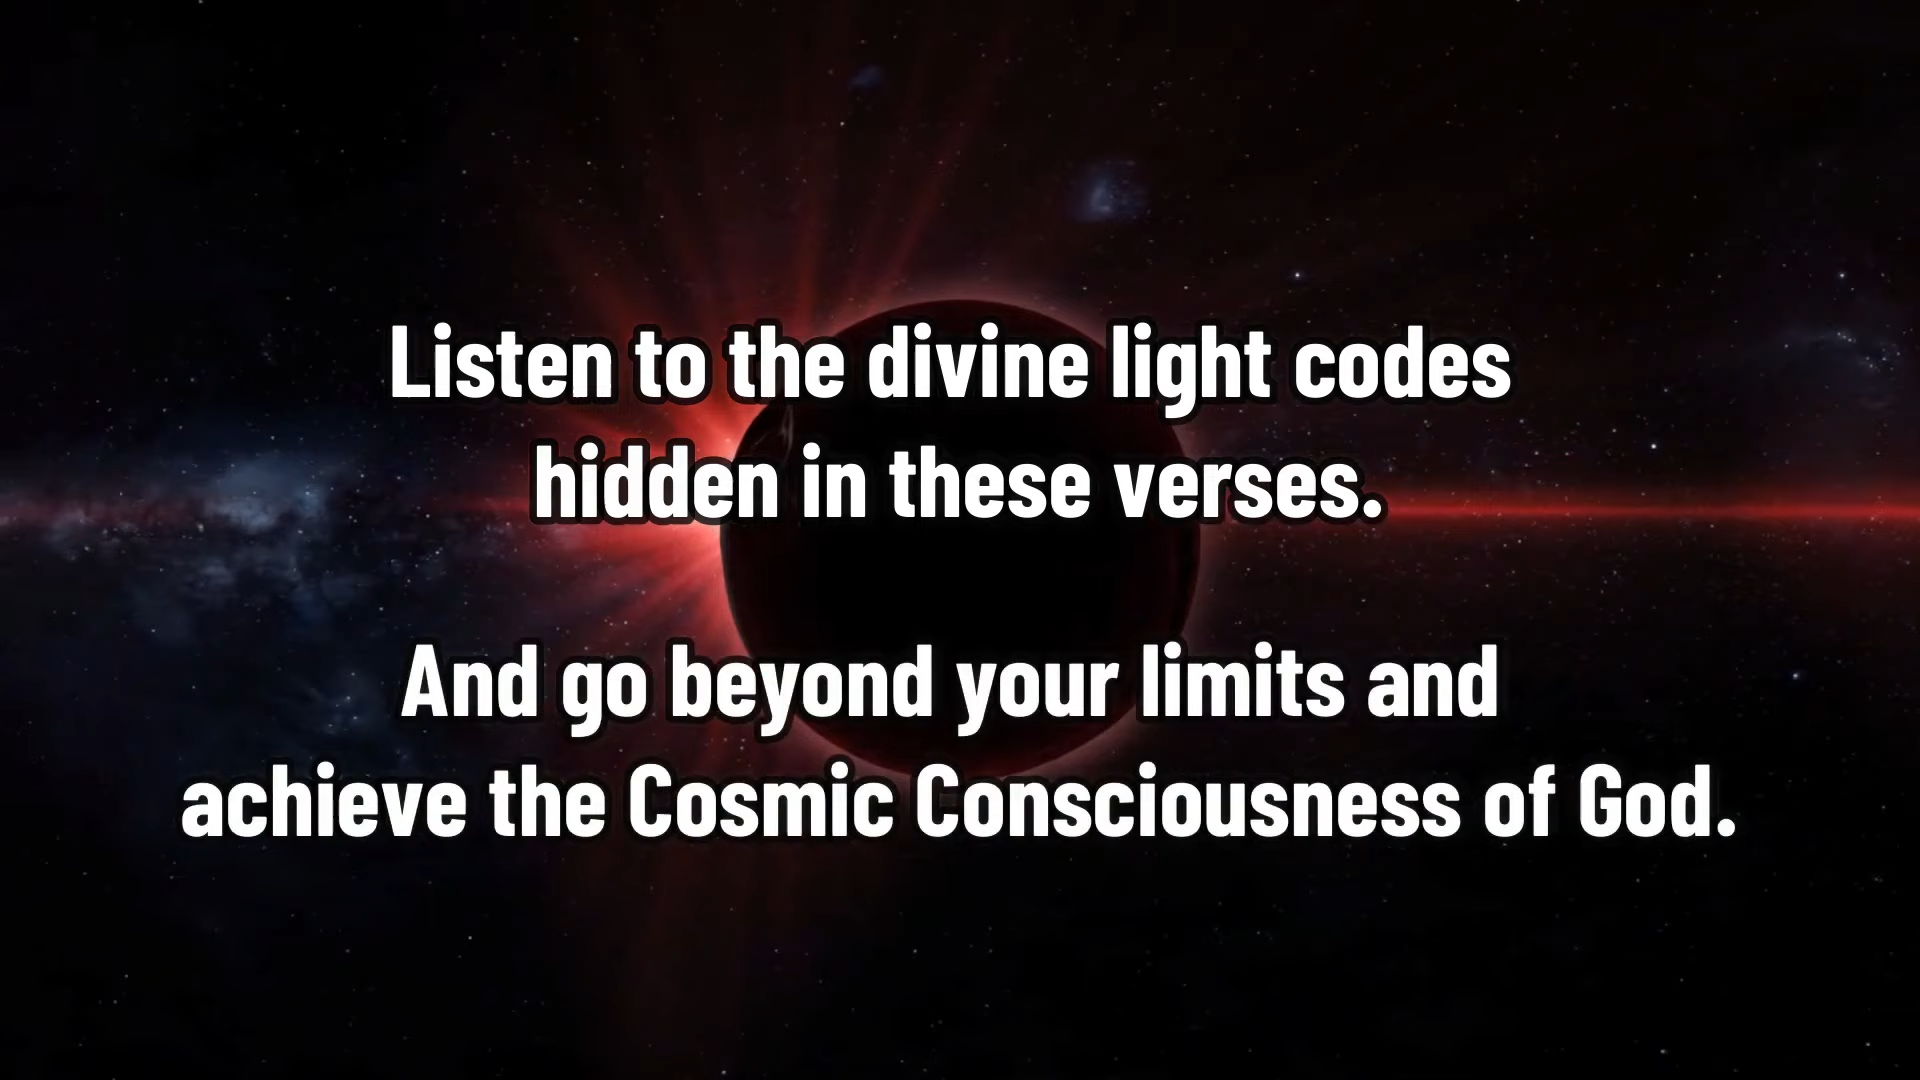 Listen to the divine light codes
hidden in these verses.
And go beyond your limits and
achieve the Cosmic Consciousness of God.